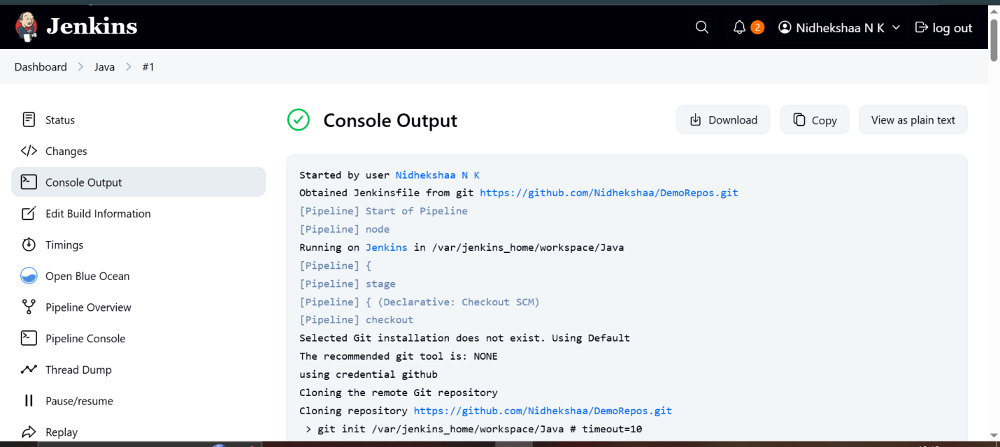 Jenkins
2
Nidhekshaa N K
log out
Dashboard
Java
#1
Status
Changes
Console Output
Edit Build Information
Timings
Open Blue Ocean
Pipeline Overview
Pipeline Console
Thread Dump
Pause/resume
Replay
Console Output
Download
Copy
View as plain text
Started by user Nidhekshaa N K
Obtained Jenkinsfile from git https://github.com/Nidhekshaa/DemoRepos.git
[Pipeline] Start of Pipeline
[Pipeline] node
Running on Jenkins in /var/jenkins_home/workspace/Java
[Pipeline] {
[Pipeline] stage
[Pipeline] { (Declarative: Checkout SCM)
[Pipeline] checkout
Selected Git installation does not exist. Using Default
The recommended git tool is: NONE
using credential github
Cloning the remote Git repository
Cloning repository https://github.com/Nidhekshaa/DemoRepos.git
> git init /var/jenkins_home/workspace/Java # timeout=10